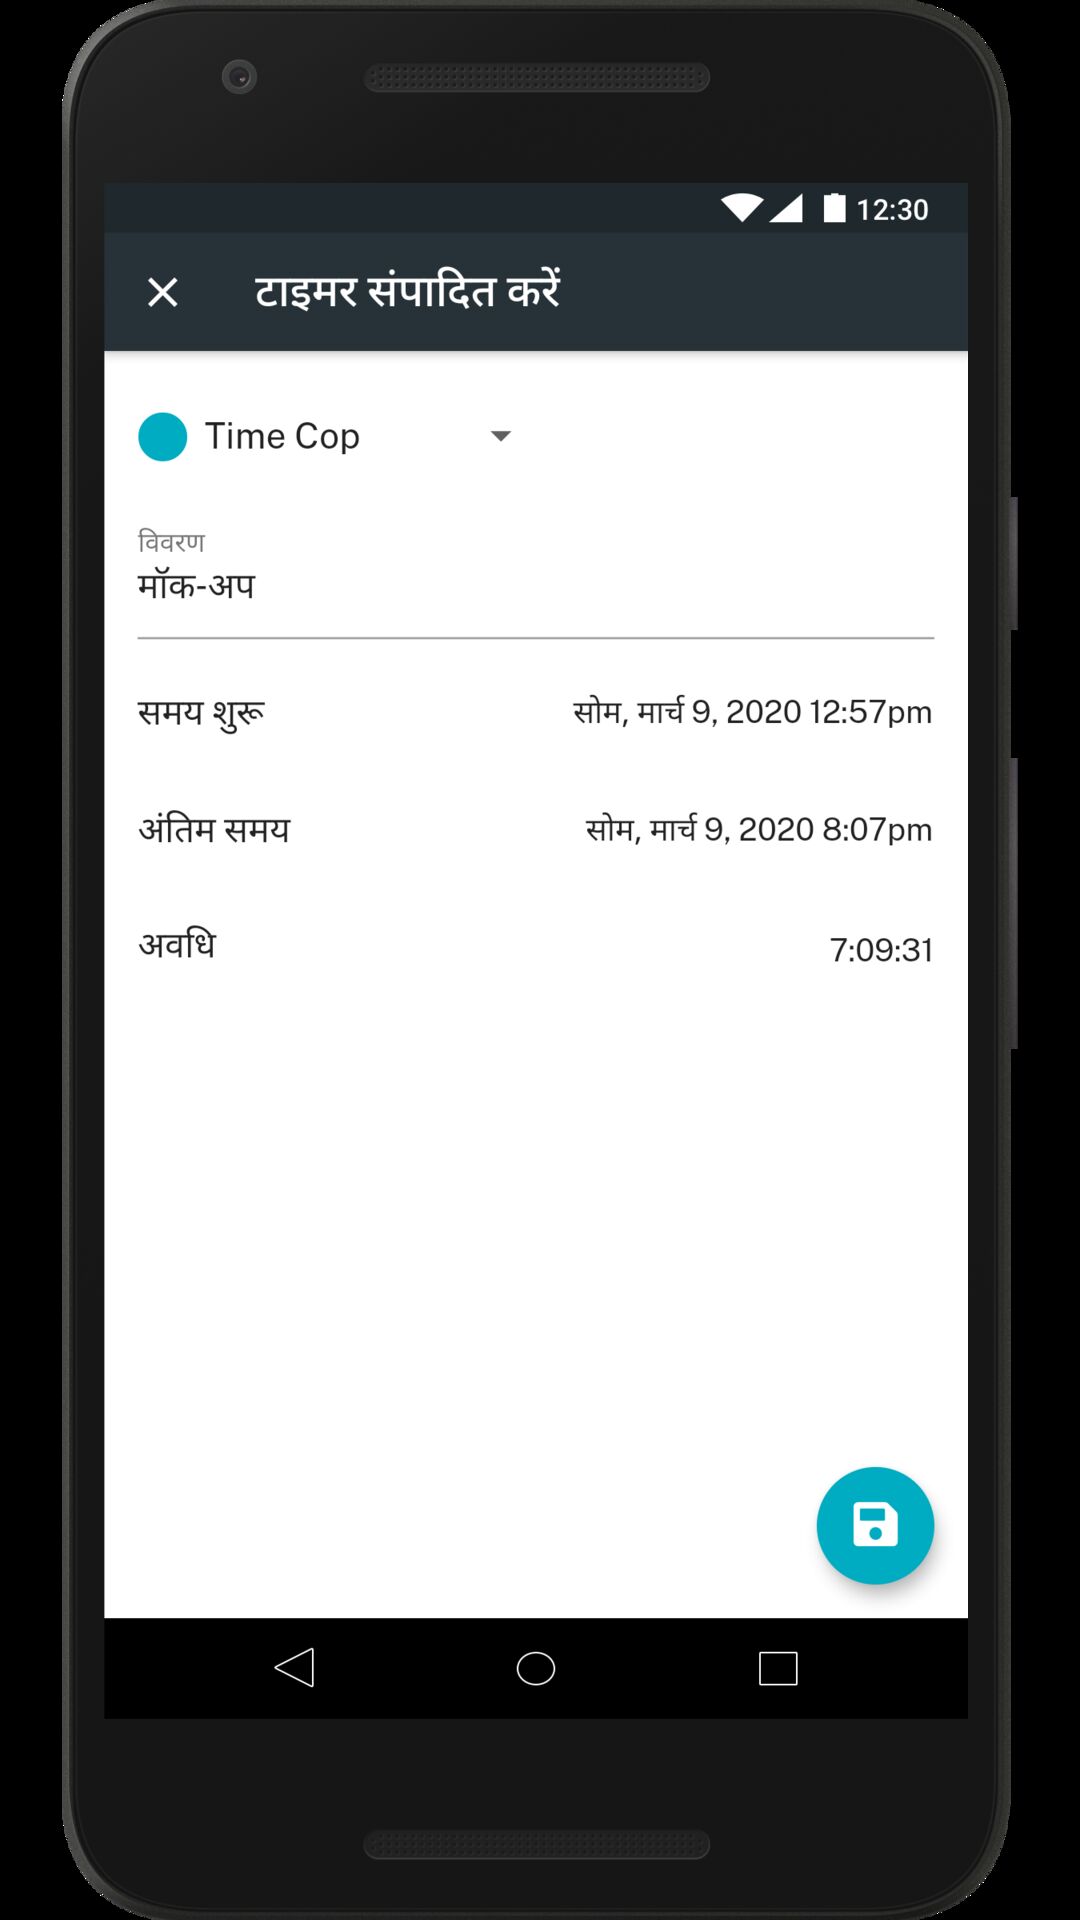 12:30
टाइमर संपादित करें
Time Cop
विवरण
मॉक-अप
समय शुरू सोम, मार्च 9, 2020 12:57pm
अंतिम समय सोम, मार्च 9, 2020 8:07pm
अवधि 7:09:31